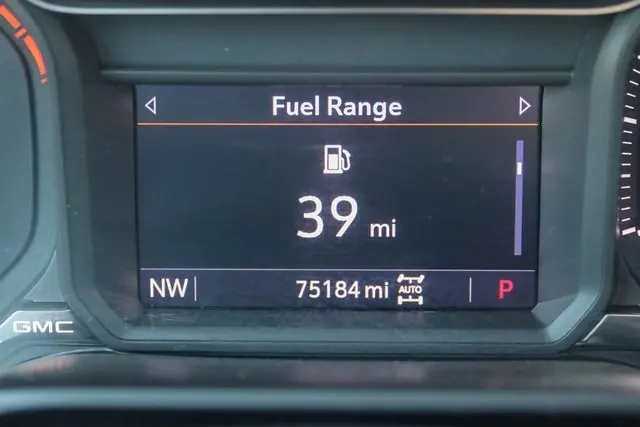 Fuel Range
39 mi
NW 75184 mi AUTO P
GMC